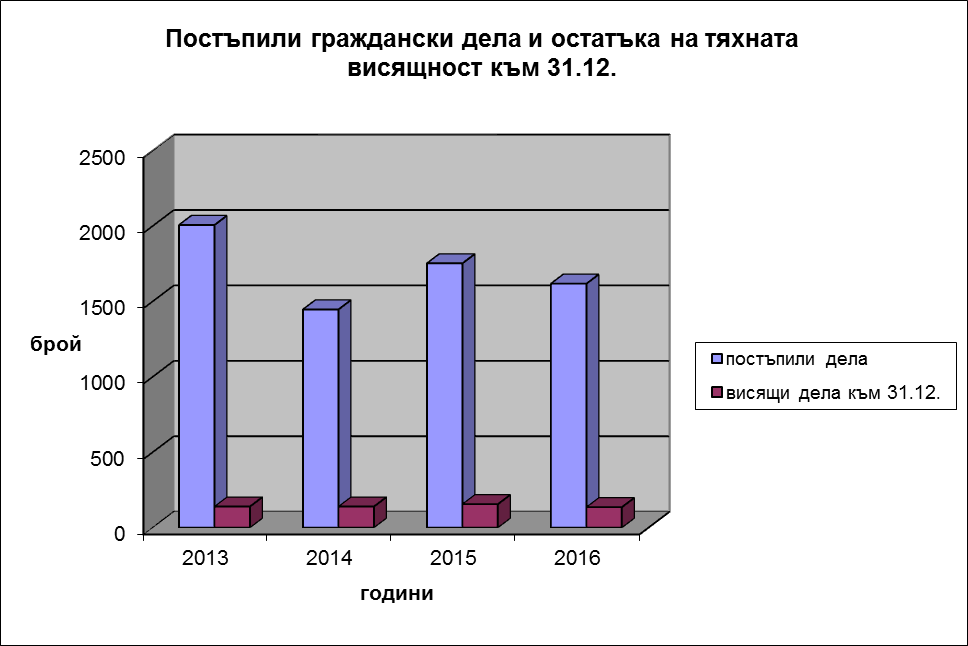 Постъпили граждански дела и остатъка на тяхната
висящност към 31.12.
2500
2000
1500
1000
500
0
брой
2013 2014 2015 2016
години
постъпили дела
висящи дела към 31.12.